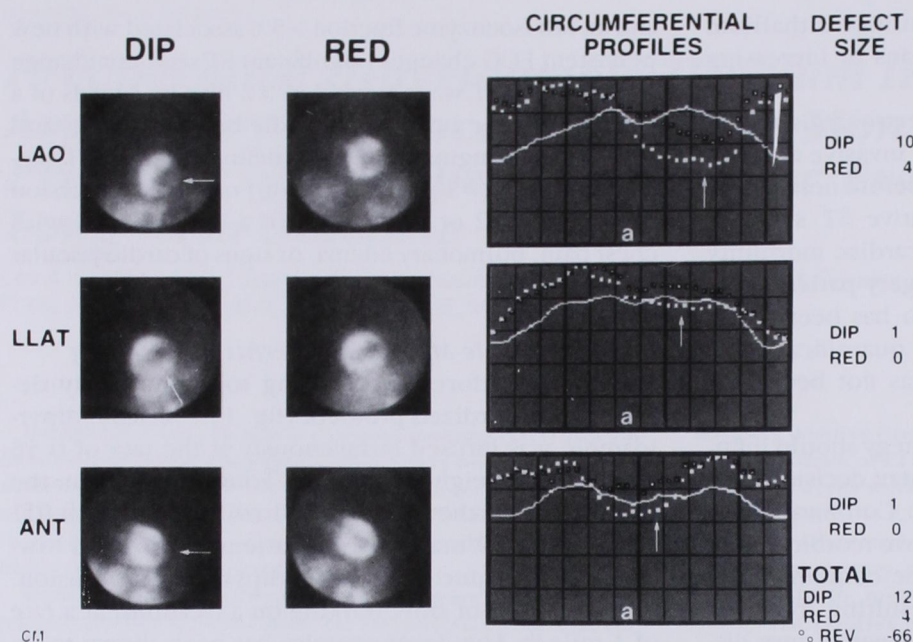 CIRCUMFERENTIAL PROFILES
DEFECT SIZE
DIP
RED
LAO
DIP 10
RED 4
a
LLAT
DIP 1
RED 0
a
ANT
DIP 1
RED 0
a
TOTAL
DIP 12
RED 4
% REV -66